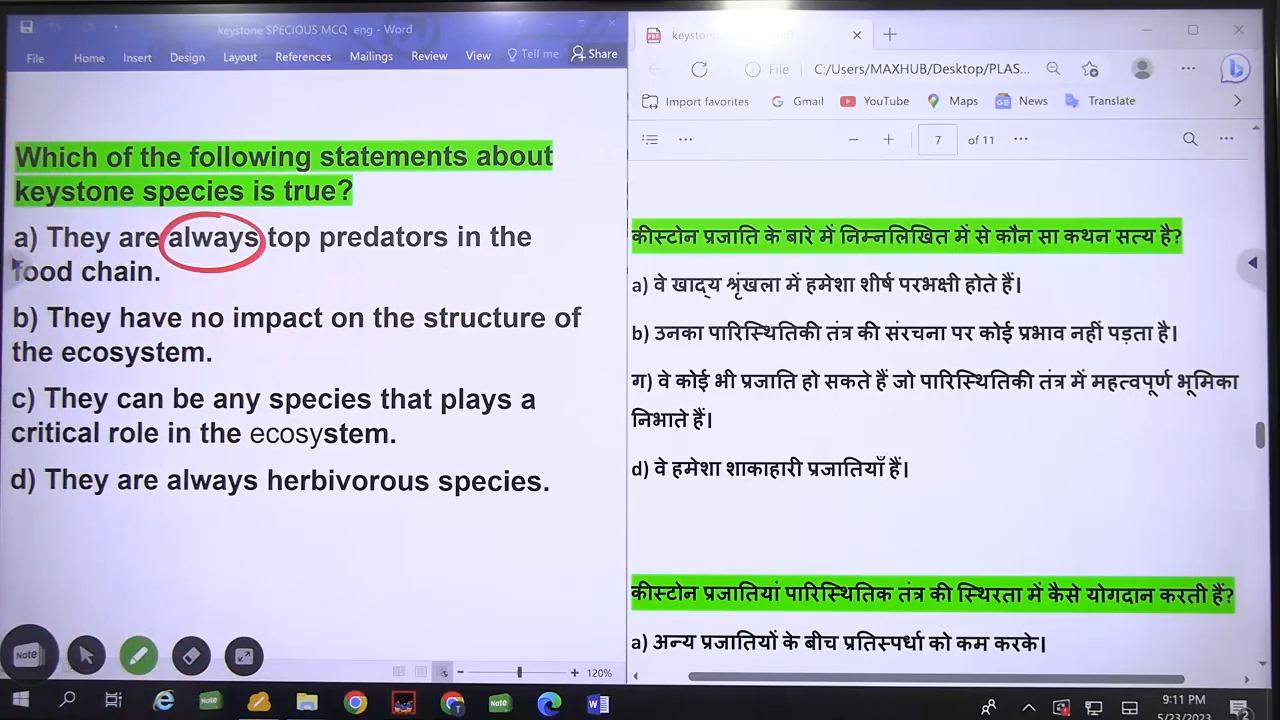 keystone SPECIOUS MCQ eng - Word
File Home Insert Design Layout References Mailings Review View Tell me Share
Which of the following statements about
keystone species is true?
a) They are always top predators in the
food chain.
b) They have no impact on the structure of
the ecosystem.
c) They can be any species that plays a
critical role in the ecosystem.
d) They are always herbivorous species.
Note
120%
keystone
File C:/Users/MAXHUB/Desktop/PLAS...
Import favorites Gmail YouTube Maps News Translate
7 of 11
कीस्टोन प्रजाति के बारे में निम्नलिखित में से कौन सा कथन सत्य है?
a) वे खाद्य श्रृंखला में हमेशा शीर्ष परभक्षी होते हैं।
b) उनका पारिस्थितिकी तंत्र की संरचना पर कोई प्रभाव नहीं पड़ता है।
ग) वे कोई भी प्रजाति हो सकते हैं जो पारिस्थितिकी तंत्र में महत्वपूर्ण भूमिका
निभाते हैं।
d) वे हमेशा शाकाहारी प्रजातियाँ हैं।
कीस्टोन प्रजातियां पारिस्थितिक तंत्र की स्थिरता में कैसे योगदान करती हैं?
a) अन्य प्रजातियों के बीच प्रतिस्पर्धा को कम करके।
Note Note
9:11 PM